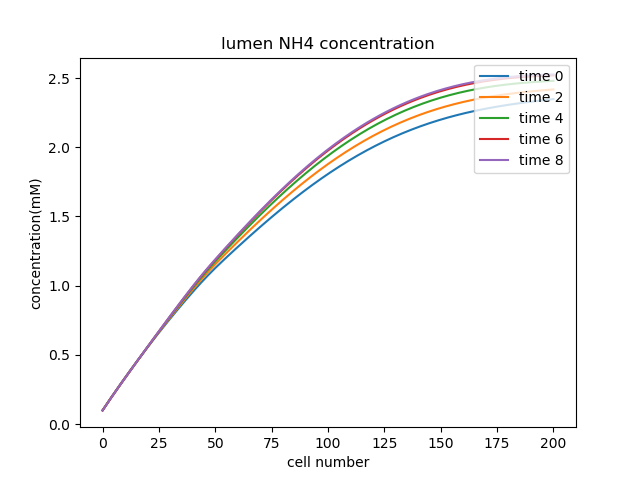 lumen NH4 concentration
concentration(mM)
2.5
2.0
1.5
1.0
0.5
0.0
time 0
time 2
time 4
time 6
time 8
0 25 50 75 100 125 150 175 200
cell number